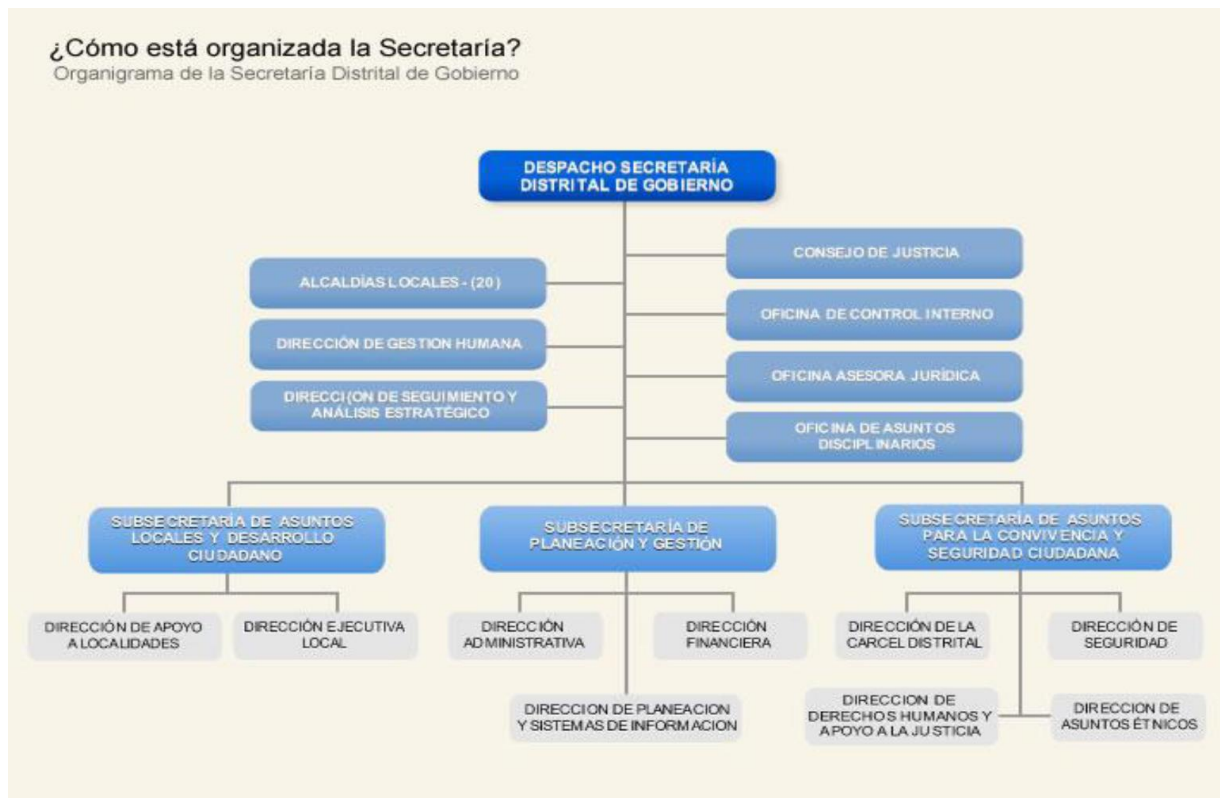 ¿Cómo está organizada la Secretaría?
Organigrama de la Secretaría Distrital de Gobierno
DESPACHO SECRETARÍA
DISTRITAL DE GOBIERNO
CONSEJO DE JUSTICIA
ALCALDÍAS LOCALES - (20)
OFICINA DE CONTROL INTERNO
DIRECCIÓN DE GESTION HUMANA
OFICINA ASESORA JURÍDICA
DIRECCI(ON DE SEGUIMIENTO Y
ANÁLISIS ESTRATÉGICO
OFICINA DE ASUNTOS
DISCIPLINARIOS
SUBSECRETARÍA DE ASUNTOS
LOCALES Y DESARROLLO
CIUDADANO
SUBSECRETARÍA DE
PLANEACIÓN Y GESTIÓN
SUBSECRETARÍA DE ASUNTOS
PARA LA CONVIVENCIA Y
SEGURIDAD CIUDADANA
DIRECCIÓN DE APOYO
A LOCALIDADES
DIRECCIÓN EJECUTIVA
LOCAL
DIRECCIÓN
ADMINISTRATIVA
DIRECCIÓN
FINANCIERA
DIRECCIÓN DE LA
CARCEL DISTRITAL
DIRECCIÓN DE
SEGURIDAD
DIRECCION DE PLANEACION
Y SISTEMAS DE INFORMACION
DIRECCION DE
DERECHOS HUMANOS Y
APOYO A LA JUSTICIA
DIRECCION DE
ASUNTOS ÉTNICOS